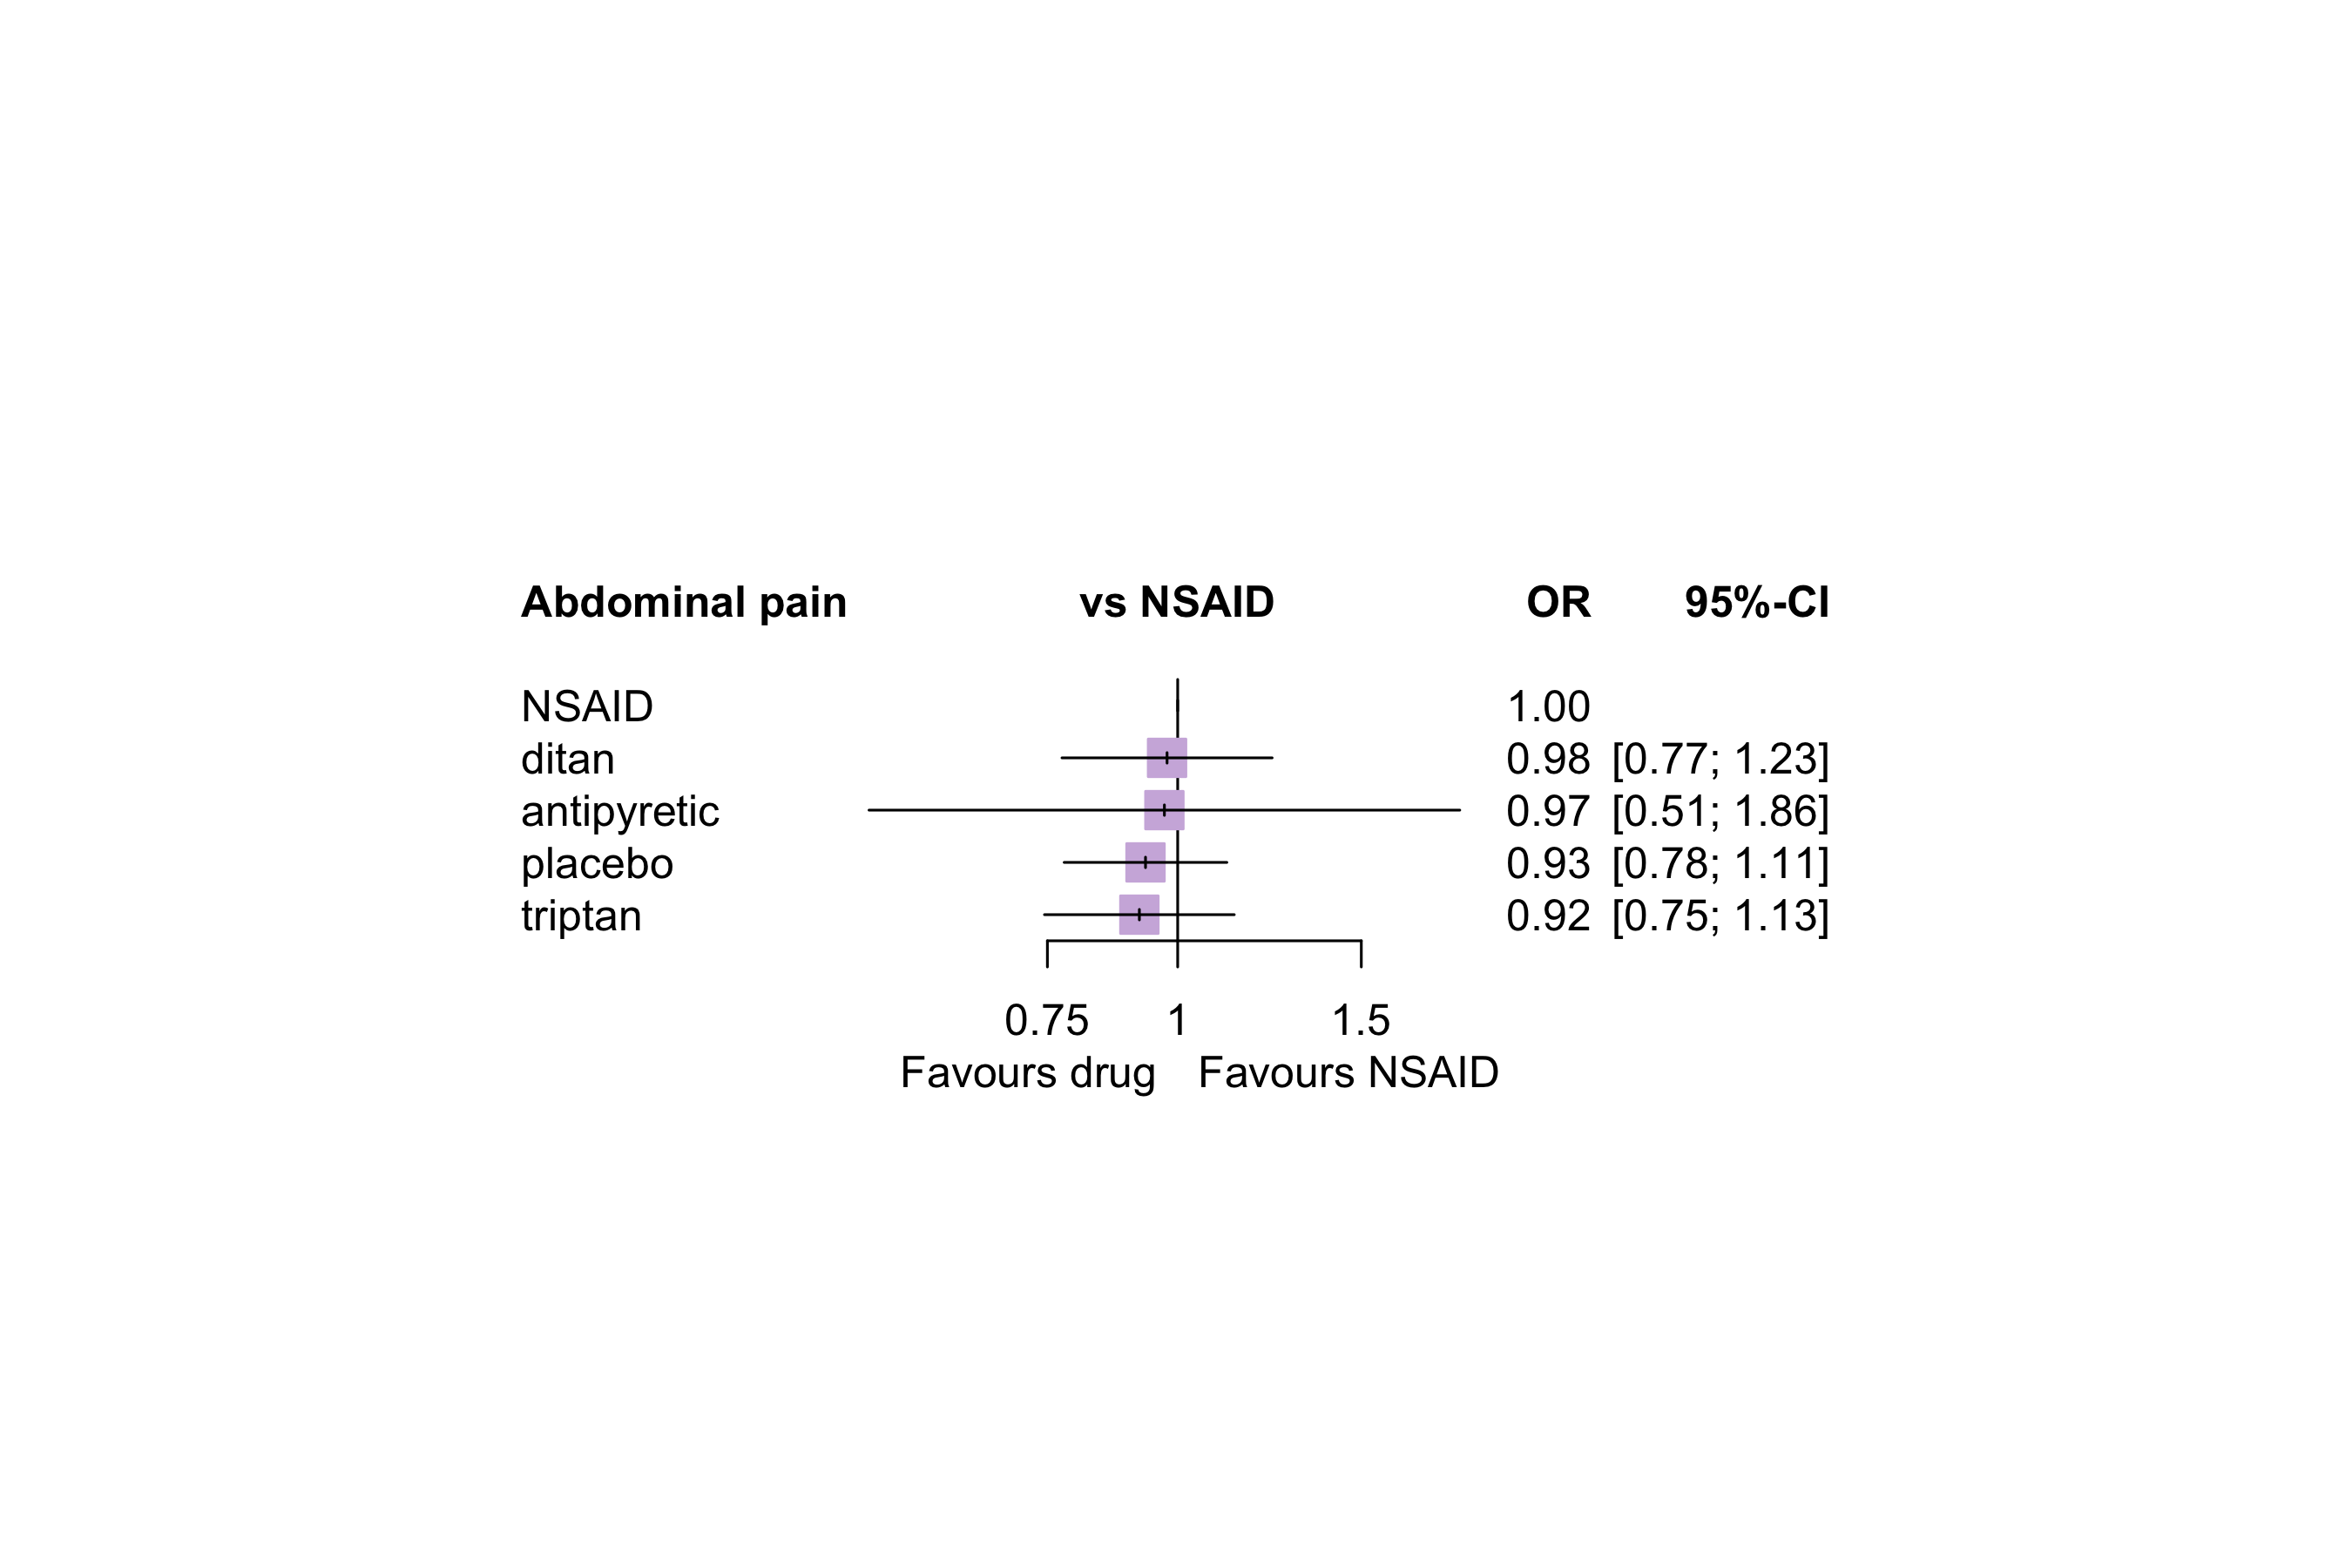 Abdominal pain vs NSAID OR 95%-CI
NSAID 1.00
ditan 0.98 [0.77; 1.23]
antipyretic 0.97 [0.51; 1.86]
placebo 0.93 [0.78; 1.11]
triptan 0.92 [0.75; 1.13]
0.75 1 1.5
Favours drug Favours NSAID